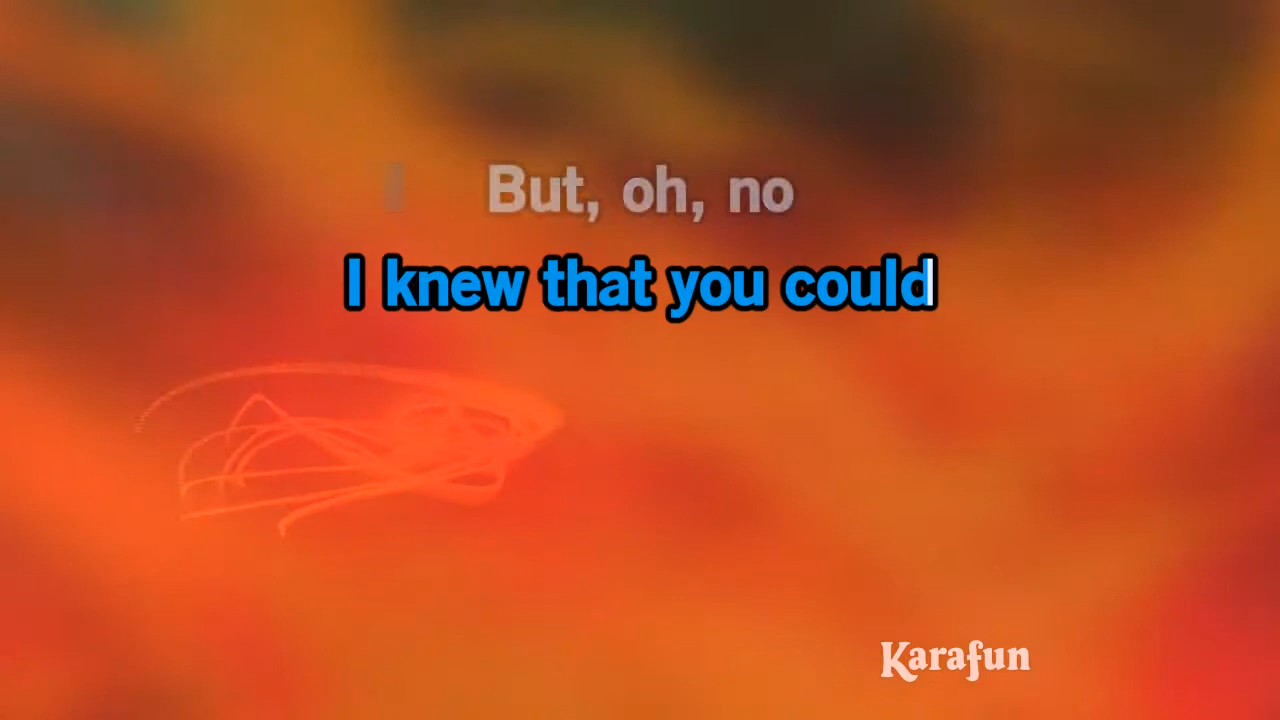 But, oh, no
I knew that you could
Karafun